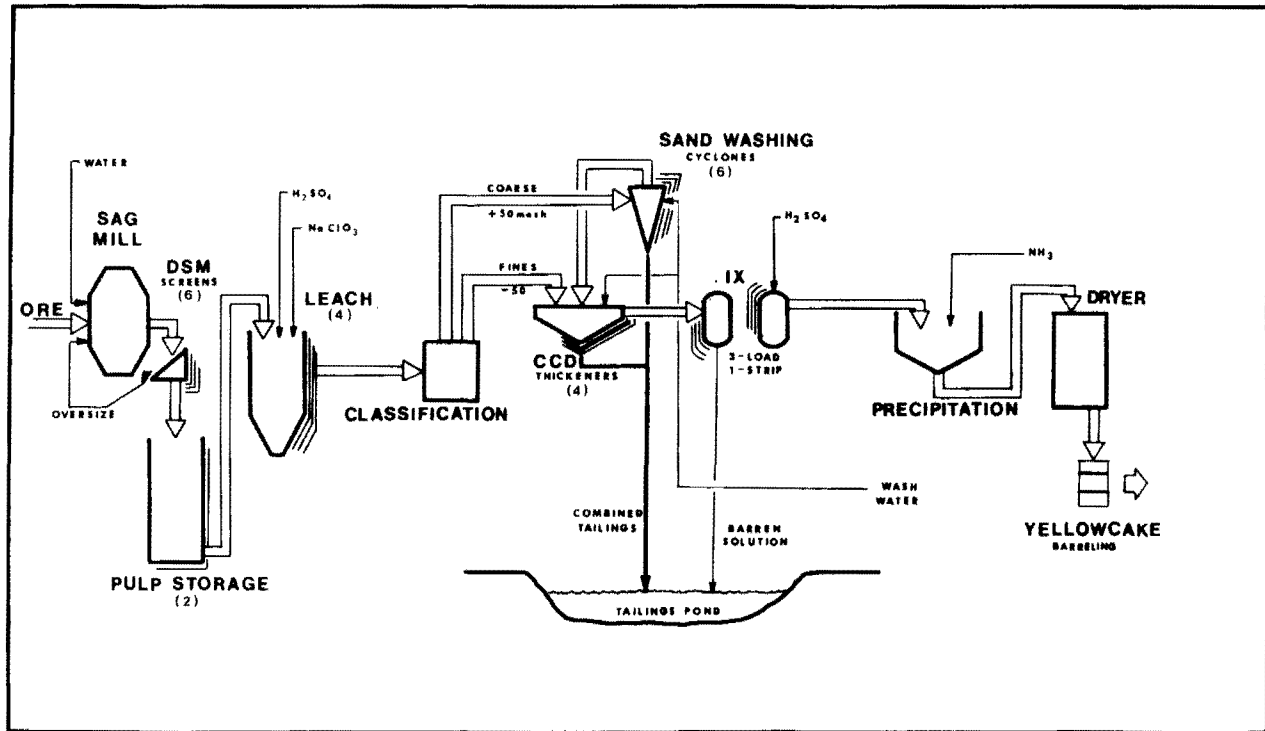 WATER
SAG
MILL
ORE
OVERSIZE
DSM
SCREENS
(6)
PULP STORAGE
(2)
H₂SO₄
NaClO₃
LEACH
(4)
CLASSIFICATION
COARSE
+30mesh
FINES
-50
SAND WASHING
CYCLONES
(6)
CCD
THICKENERS
(4)
IX
H₂SO₄
3-LOAD
1-STRIP
NH₃
PRECIPITATION
DRYER
YELLOWCAKE
BARRELING
WASH
WATER
COMBINED
TAILINGS
BARREN
SOLUTION
TAILINGS POND